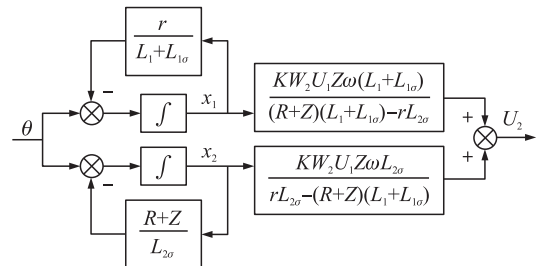 r
L₁+L₁σ
−
∫
x₁
KW₂U₁Zω(L₁+L₁σ)
(R+Z)(L₁+L₁σ)−rL₂σ
+
U₂
θ
−
∫
x₂
KW₂U₁ZωL₂σ
rL₂σ−(R+Z)(L₁+L₁σ)
+
R+Z
L₂σ